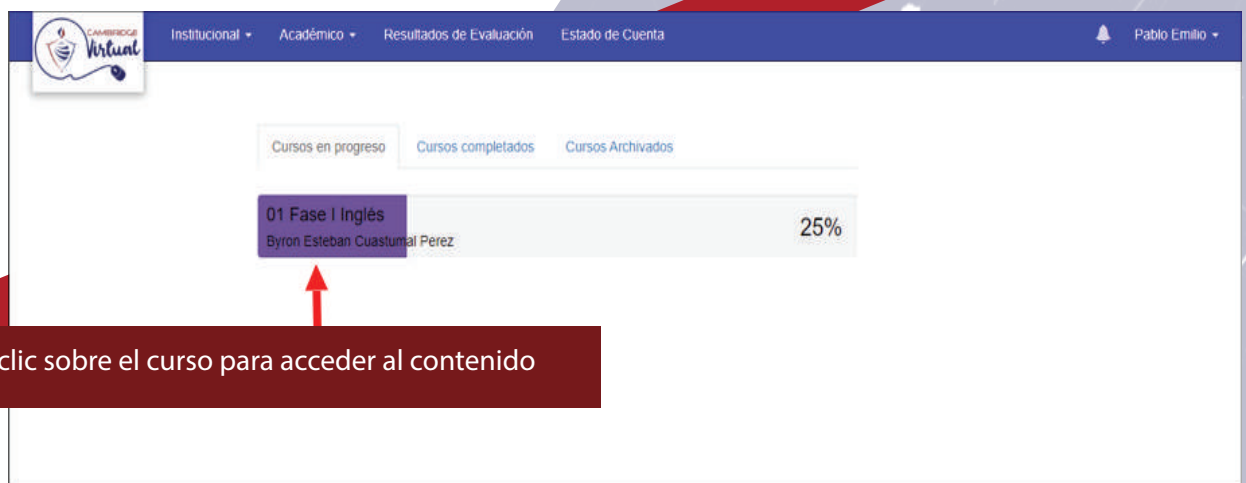 CAMBRIDGE
Virtual
Institucional
Académico
Resultados de Evaluación
Estado de Cuenta
Pablo Emilio
Cursos en progreso
Cursos completados
Cursos Archivados
01 Fase I Inglés
25%
Byron Esteban Cuastumal Perez
clic sobre el curso para acceder al contenido